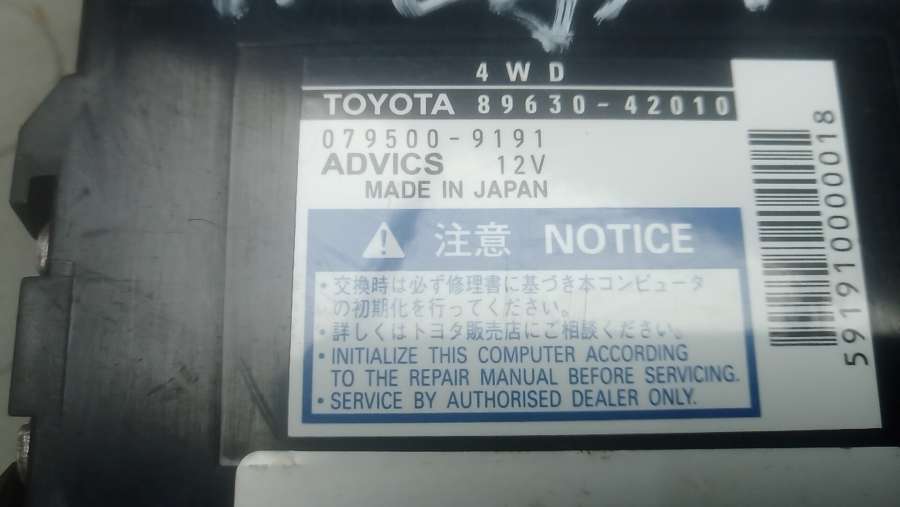 4WD
TOYOTA 89630-42010
079500-9191
ADVICS 12V
MADE IN JAPAN
注意 NOTICE
・交換時は必ず修理書に基づき本コンピュータ
の初期化を行ってください。
・詳しくはトヨタ販売店にご相談ください。
・INITIALIZE THIS COMPUTER ACCORDING
TO THE REPAIR MANUAL BEFORE SERVICING.
・SERVICE BY AUTHORISED DEALER ONLY.
59191000018